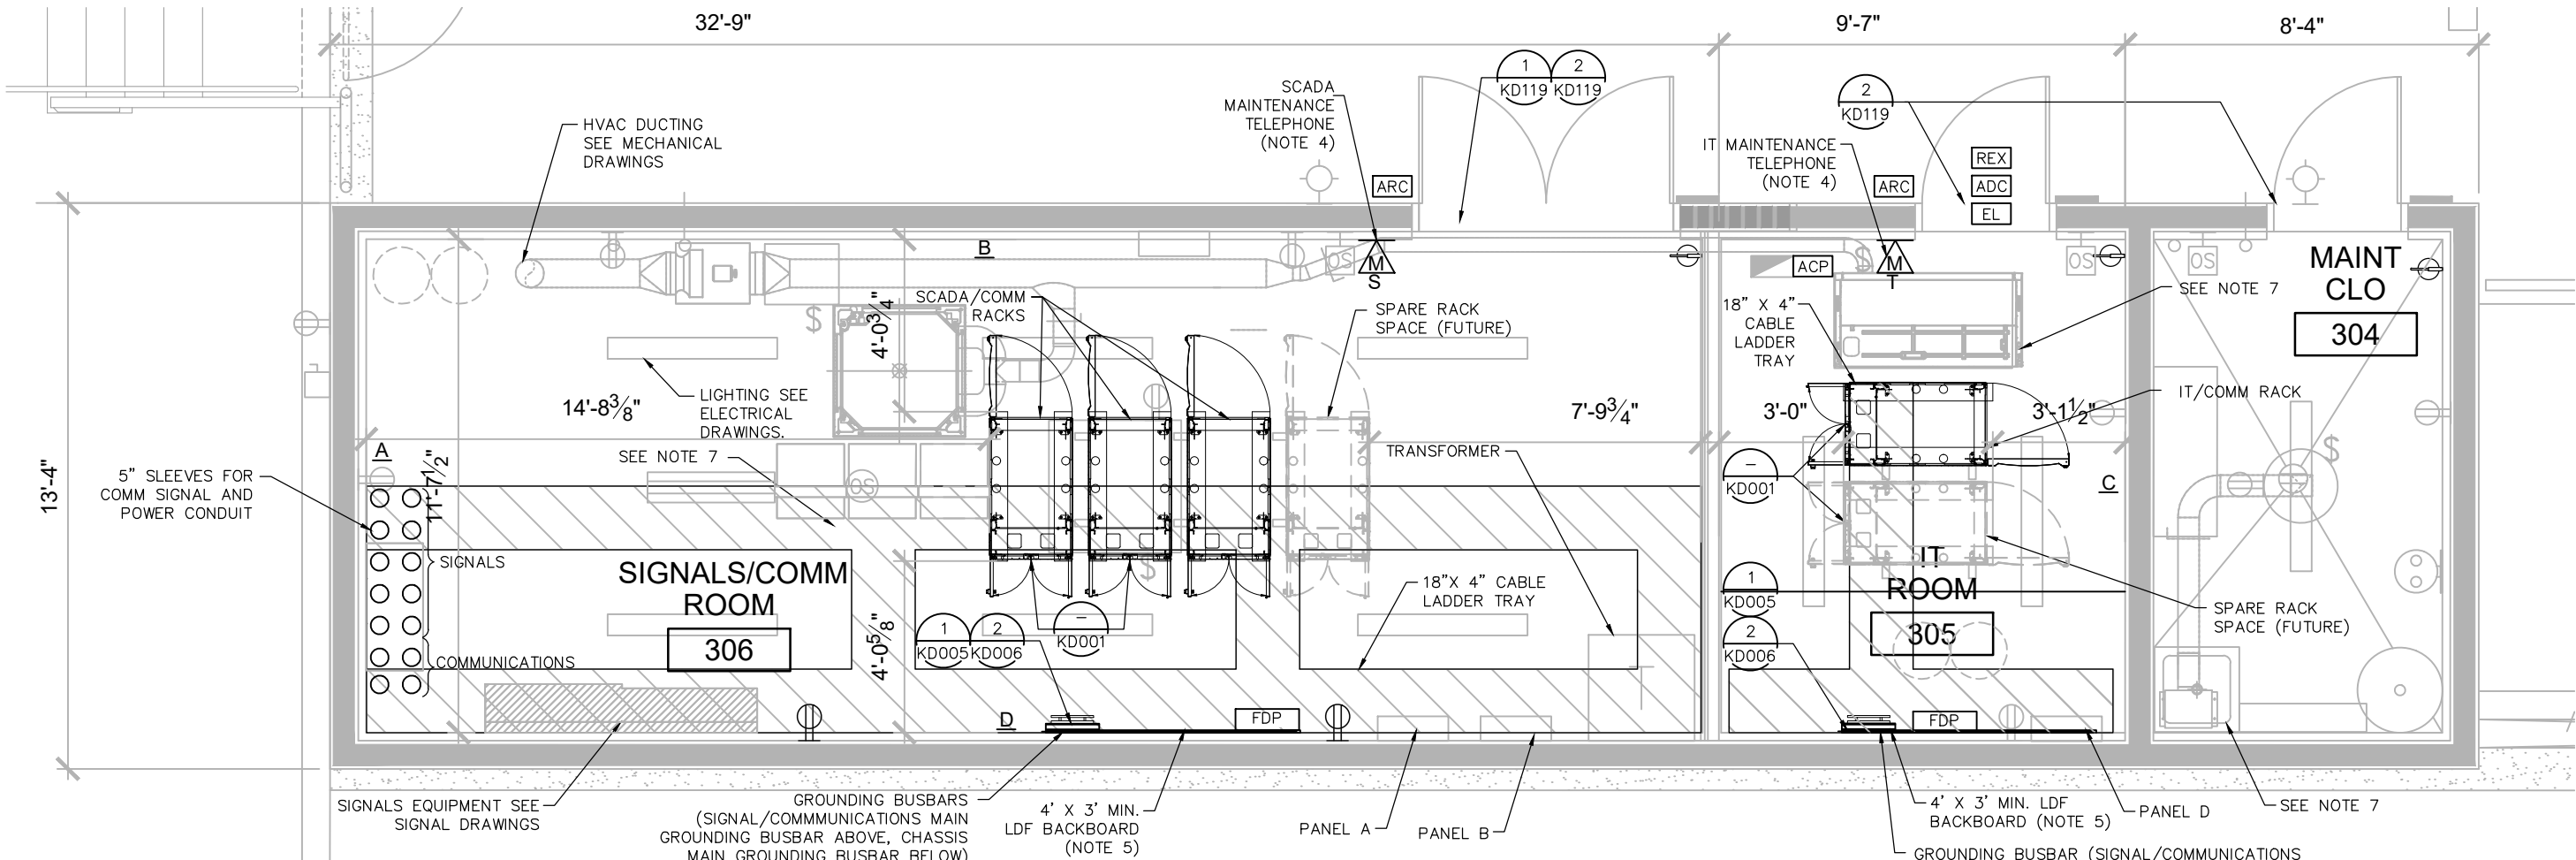 32'-9"
9'-7"
8'-4"
1
KD119
2
KD119
2
KD119
SCADA
MAINTENANCE
TELEPHONE
(NOTE 4)
HVAC DUCTING
SEE MECHANICAL
DRAWINGS
IT MAINTENANCE
TELEPHONE
(NOTE 4)
ARC
ARC
REX
ADC
EL
B
OS
M
S
$
ACP
M
T
OS
OS
MAINT
CLO
304
SCADA/COMM
RACKS
4'-0 3/4"
$
SPARE RACK
SPACE (FUTURE)
18" X 4"
CABLE
LADDER
TRAY
SEE NOTE 7
LIGHTING SEE
ELECTRICAL
DRAWINGS.
14'-8 3/8"
7'-9 3/4"
3'-0"
3'-1 1/2"
IT/COMM RACK
A
11'-7 1/2"
SEE NOTE 7
TRANSFORMER
$
5" SLEEVES FOR
COMM SIGNAL AND
POWER CONDUIT
13'-4"
OS
–
KD001
C
SIGNALS
SIGNALS/COMM
ROOM
306
$
18"X 4" CABLE
LADDER TRAY
IT
ROOM
305
1
KD005
2
KD006
SPARE RACK
SPACE (FUTURE)
1
KD005
2
KD006
–
KD001
4'-0 5/8"
COMMUNICATIONS
T
D
FDP
FDP
SIGNALS EQUIPMENT SEE
SIGNAL DRAWINGS
GROUNDING BUSBARS
(SIGNAL/COMMMUNICATIONS MAIN
GROUNDING BUSBAR ABOVE, CHASSIS
MAIN GROUNDING BUSBAR BELOW)
4' X 3' MIN.
LDF BACKBOARD
(NOTE 5)
PANEL A
PANEL B
4' X 3' MIN. LDF
BACKBOARD (NOTE 5)
PANEL D
SEE NOTE 7
GROUNDING BUSBAR (SIGNAL/COMMUNICATIONS